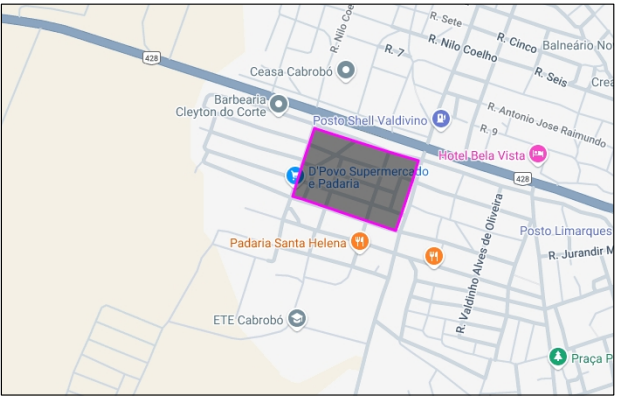 R. Nilo Coe
R. Sete
R. 7
R. Nilo Coelho
R. Cinco
Balneário No
428
Ceasa Cabrobó
R. Seis
Crea
Barbearia
Cleyton do Corte
Posto Shell Valdivino
R. Antonio Jose Raimundo
R. 9
Hotel Bela Vista
D'Povo Supermercado
e Padaria
428
Padaria Santa Helena
R. Valdinho Alves de Oliveira
Posto Limarques
R. Jurandir M
ETE Cabrobó
Praça P